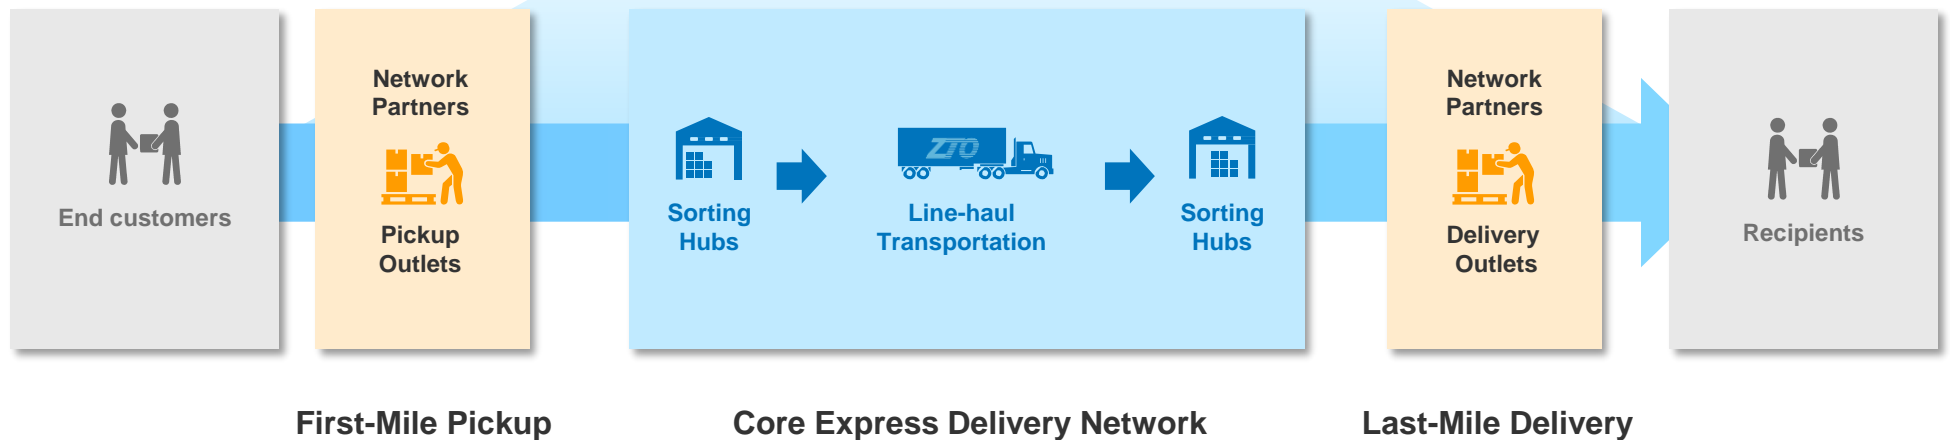 End customers
Network
Partners
Pickup
Outlets
Sorting
Hubs
ZTO
Line-haul
Transportation
Sorting
Hubs
Network
Partners
Delivery
Outlets
Recipients
First-Mile Pickup
Core Express Delivery Network
Last-Mile Delivery